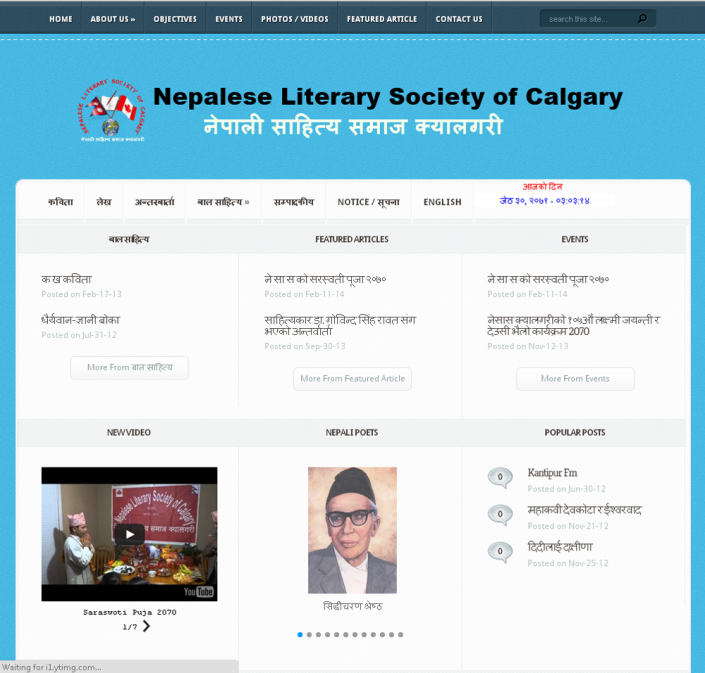 HOME ABOUT US » OBJECTIVES EVENTS PHOTOS / VIDEOS FEATURED ARTICLE CONTACT US search this site...
Nepalese Literary Society of Calgary
नेपाली साहित्य समाज क्यालगरी
आजको दिन
जेठ ३०, २०७१ - ०३:०३:१४
कविता लेख अन्तरबार्ता बाल साहित्य » सम्पादकीय NOTICE / सूचना ENGLISH
बाल साहित्य FEATURED ARTICLES EVENTS
क ख कविता
Posted on Feb-17-13
धैर्यवान-ज्ञानी बोका
Posted on Jul-31-12
More From बाल साहित्य
ने सा स को सरस्वती पूजा २०७०
Posted on Feb-11-14
साहित्यकार डा. गोविन्द सिंह रावत संग
भएको अन्तर्वार्ता
Posted on Sep-30-13
More From Featured Article
ने सा स को सरस्वती पूजा २०७०
Posted on Feb-11-14
नेसास क्यालगरीको १०५औं लक्ष्मी जयन्ती र
देउसी भैलो कार्यक्रम 2070
Posted on Nov-12-13
More From Events
NEW VIDEO NEPALI POETS POPULAR POSTS
Nepalese Literary Society of Calgary
YouTube
Saraswoti Puja 2070
1/7
सिद्धीचरण श्रेष्ठ
0 Kantipur Fm
Posted on Jun-30-12
0 महाकवी देवकोटा र ईश्वरवाद
Posted on Nov-21-12
0 दिदीलाई दक्षीणा
Posted on Nov-25-12
Waiting for i1.ytimg.com...